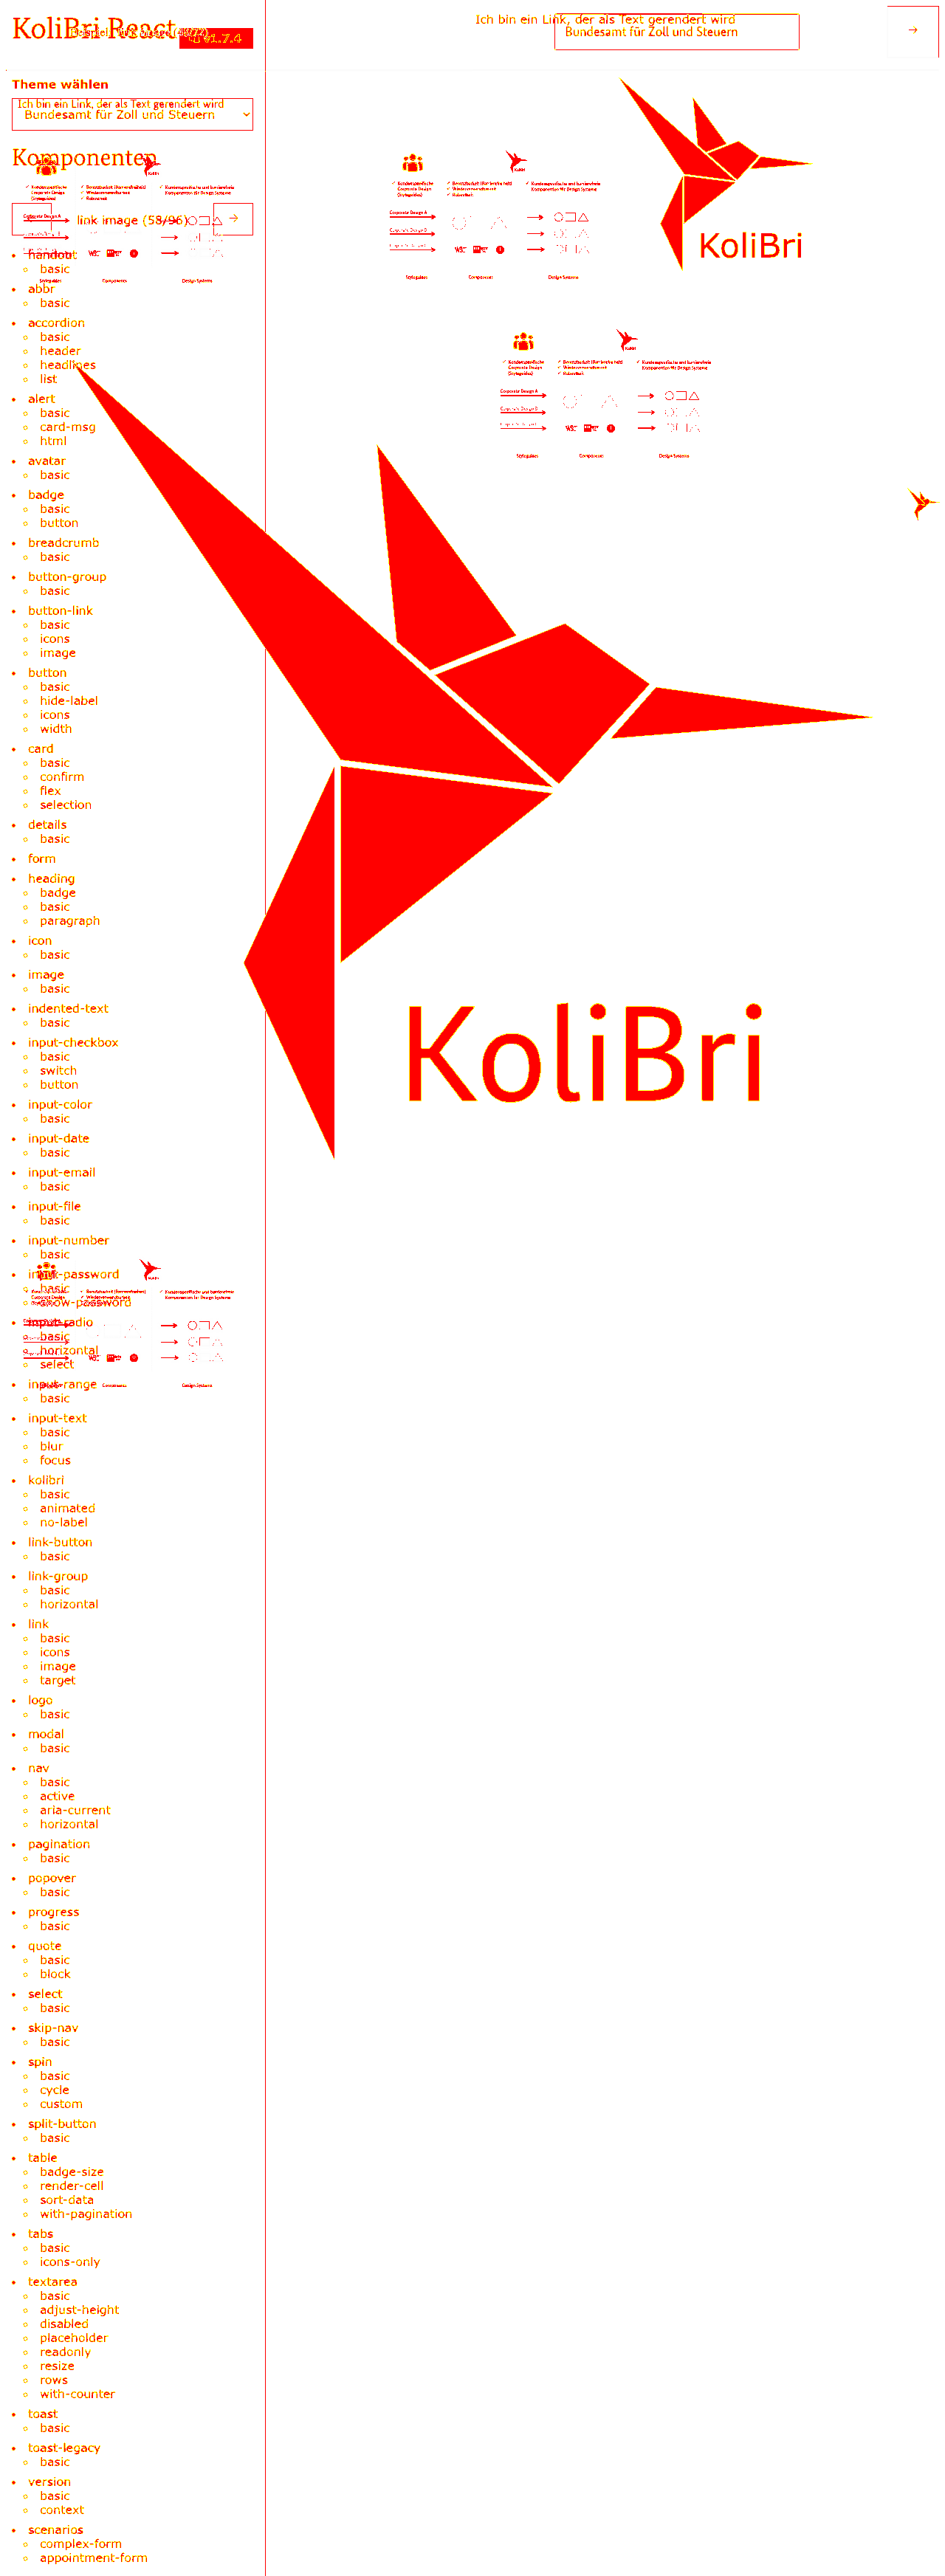 KoliBri React
v1.7.4
Ich bin ein Link, der als Text gerendert wird
Bundesamt für Zoll und Steuern
→
Theme wählen
Ich bin ein Link, der als Text gerendert wird
Bundesamt für Zoll und Steuern
Komponenten
link image (58/96)
KoliBri
Corporate Design A
Styleguides
Components
Design Systeme
handout
basic
abbr
basic
accordion
basic
header
headlines
list
alert
basic
card-msg
html
avatar
basic
badge
basic
button
breadcrumb
basic
button-group
basic
button-link
basic
icons
image
button
basic
hide-label
icons
width
card
basic
confirm
flex
selection
details
basic
form
heading
badge
basic
paragraph
icon
basic
image
basic
indented-text
basic
KoliBri
input-checkbox
basic
switch
button
input-color
basic
input-date
basic
input-email
basic
input-file
basic
input-number
basic
input-password
basic
show-password
input-radio
basic
horizontal
select
input-range
basic
input-text
basic
blur
focus
kolibri
basic
animated
no-label
link-button
basic
link-group
basic
horizontal
link
basic
icons
image
target
logo
basic
modal
basic
nav
basic
active
aria-current
horizontal
pagination
basic
popover
basic
progress
basic
quote
basic
block
select
basic
skip-nav
basic
spin
basic
cycle
custom
split-button
basic
table
badge-size
render-cell
sort-data
with-pagination
tabs
basic
icons-only
textarea
basic
adjust-height
disabled
placeholder
readonly
resize
rows
with-counter
toast
basic
toast-legacy
basic
version
basic
context
scenarios
complex-form
appointment-form